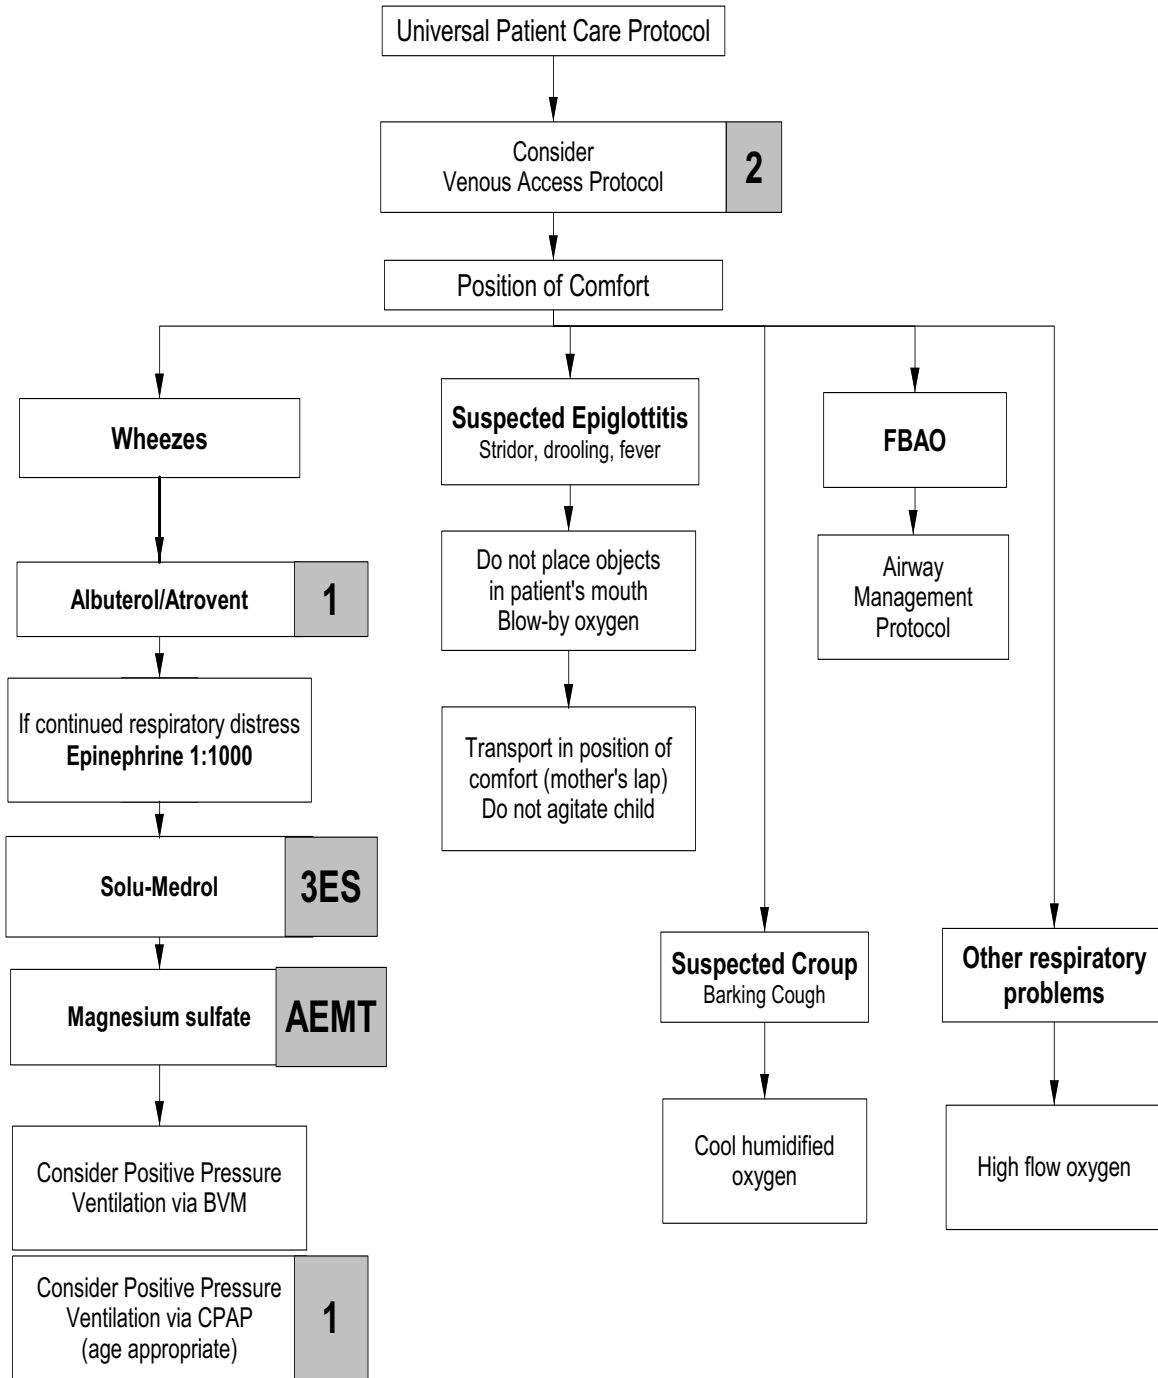 Universal Patient Care Protocol
Consider
Venous Access Protocol
2
Position of Comfort
Wheezes
Albuterol/Atrovent
1
If continued respiratory distress
Epinephrine 1:1000
Solu-Medrol
3ES
Magnesium sulfate
AEMT
Consider Positive Pressure
Ventilation via BVM
Consider Positive Pressure
Ventilation via CPAP
(age appropriate)
1
Suspected Epiglottitis
Stridor, drooling, fever
Do not place objects
in patient's mouth
Blow-by oxygen
Transport in position of
comfort (mother's lap)
Do not agitate child
Suspected Croup
Barking Cough
Cool humidified
oxygen
FBAO
Airway
Management
Protocol
Other respiratory
problems
High flow oxygen